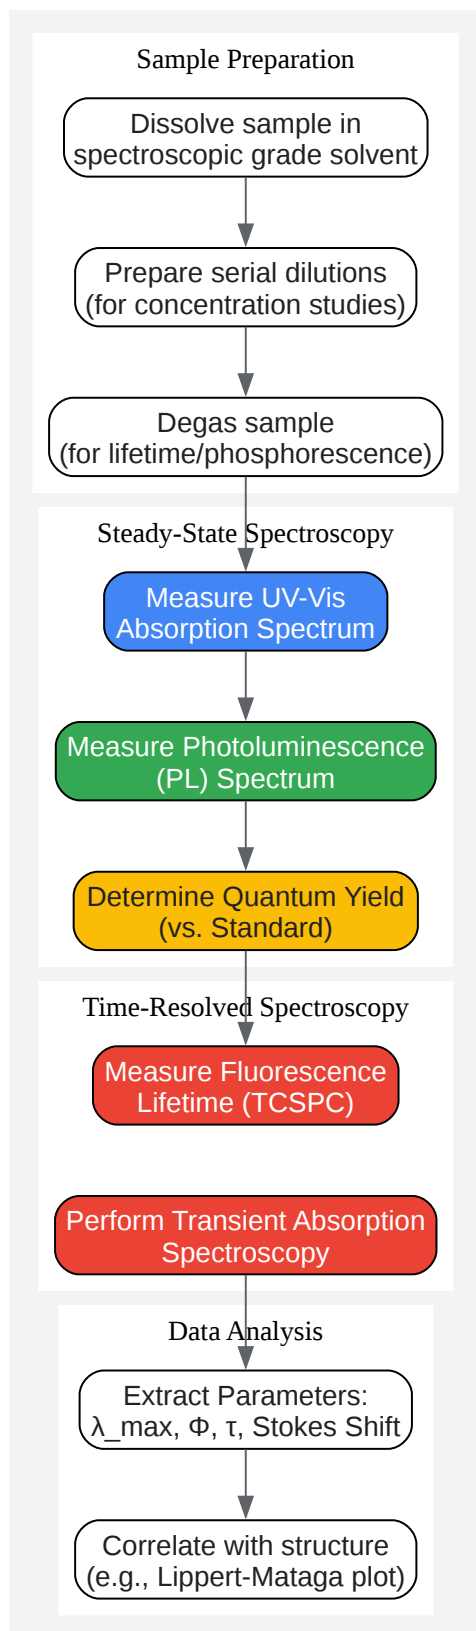 Sample Preparation
Dissolve sample in
spectroscopic grade solvent
Prepare serial dilutions
(for concentration studies)
Degas sample
(for lifetime/phosphorescence)
Steady-State Spectroscopy
Measure UV-Vis
Absorption Spectrum
Measure Photoluminescence
(PL) Spectrum
Determine Quantum Yield
(vs. Standard)
Time-Resolved Spectroscopy
Measure Fluorescence
Lifetime (TCSPC)
Perform Transient Absorption
Spectroscopy
Data Analysis
Extract Parameters:
λ_max, Φ, τ, Stokes Shift
Correlate with structure
(e.g., Lippert-Mataga plot)